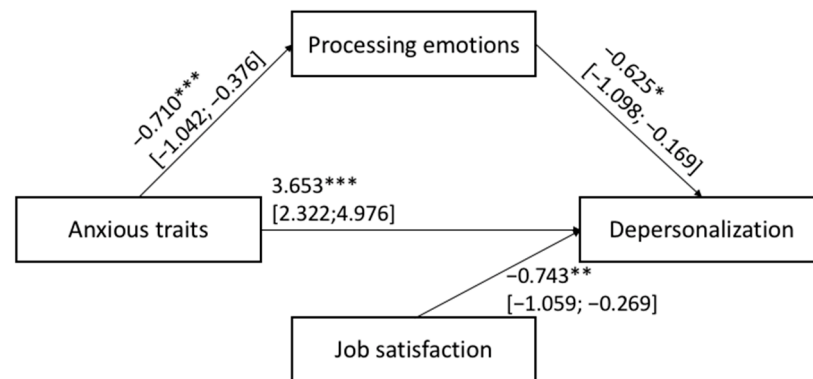 Processing emotions
−0.710***
[−1.042; −0.376]
−0.625*
[−1.098; −0.169]
3.653***
[2.322;4.976]
Anxious traits
Depersonalization
−0.743**
[−1.059; −0.269]
Job satisfaction